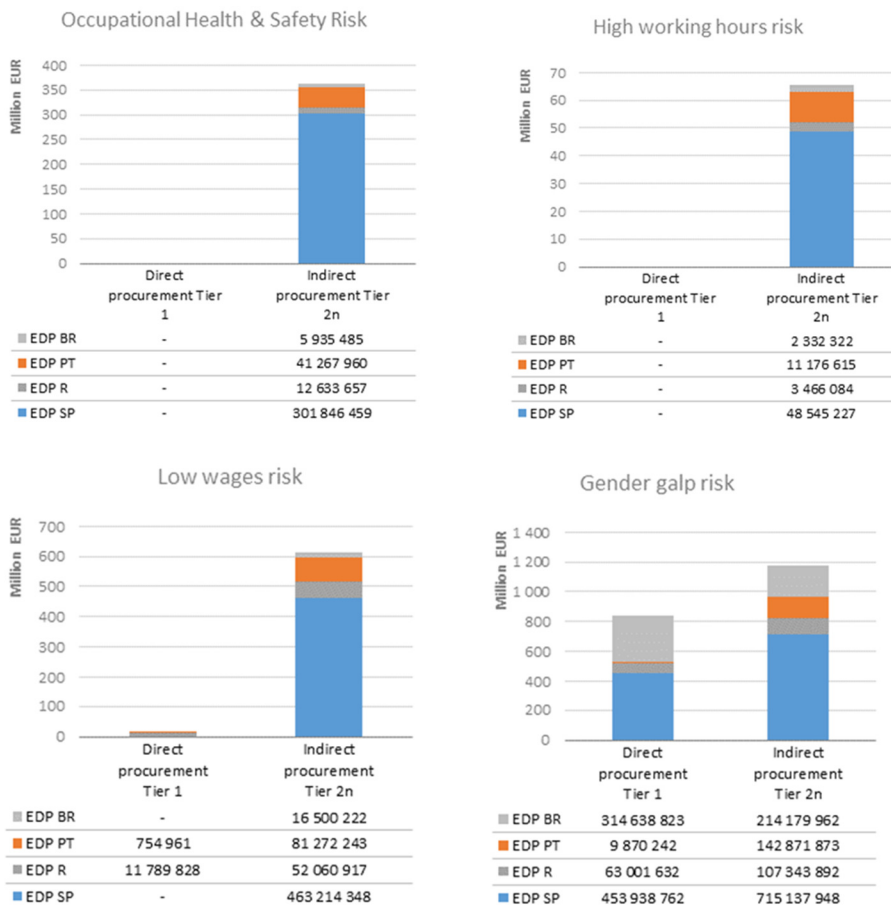 Occupational Health & Safety Risk
Million EUR
400
350
300
250
200
150
100
50
0
Direct procurement Tier 1
Indirect procurement Tier 2n
EDP BR - 5 935 485
EDP PT - 41 267 960
EDP R - 12 633 657
EDP SP - 301 846 459
High working hours risk
Million EUR
70
60
50
40
30
20
10
0
Direct procurement Tier 1
Indirect procurement Tier 2n
EDP BR - 2 332 322
EDP PT - 11 176 615
EDP R - 3 466 084
EDP SP - 48 545 227
Low wages risk
Million EUR
700
600
500
400
300
200
100
0
Direct procurement Tier 1
Indirect procurement Tier 2n
EDP BR - 16 500 222
EDP PT 754 961 81 272 243
EDP R 11 789 828 52 060 917
EDP SP - 463 214 348
Gender galp risk
Million EUR
1 400
1 200
1 000
800
600
400
200
0
Direct procurement Tier 1
Indirect procurement Tier 2n
EDP BR 314 638 823 214 179 962
EDP PT 9 870 242 142 871 873
EDP R 63 001 632 107 343 892
EDP SP 453 938 762 715 137 948